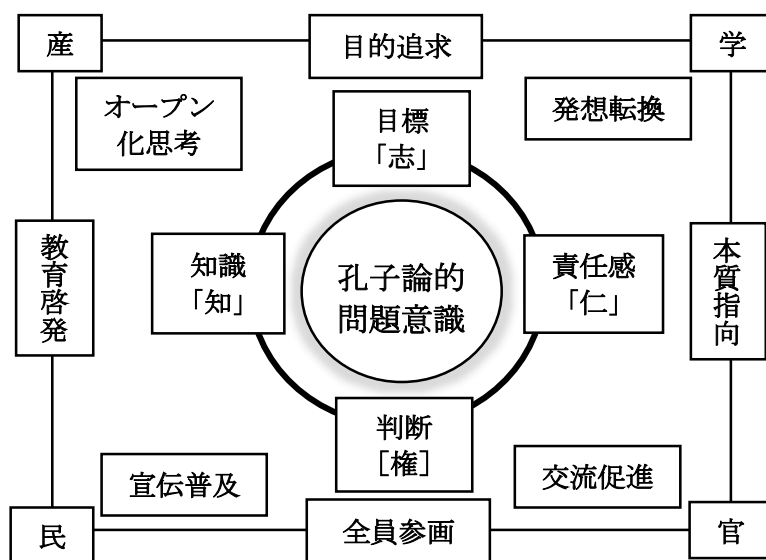 産
目的追求
学
オープン
化思考
目標
「志」
発想転換
教育啓発
知識
「知」
孔子論的
問題意識
責任感
「仁」
本質指向
判断
［権］
宣伝普及
交流促進
民
全員参画
官